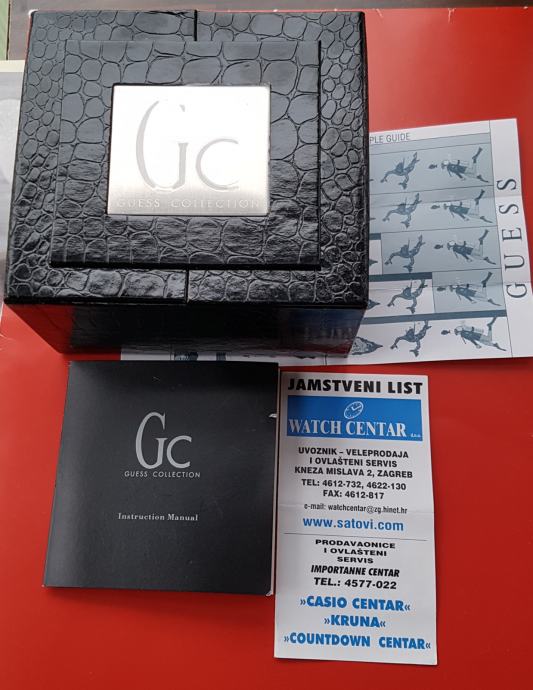 Gc
GUESS COLLECTION
PLE GUIDE
GUESS
Gc
GUESS COLLECTION
Instruction Manual
JAMSTVENI LIST
WATCH CENTAR d.o.o.
UVOZNIK – VELEPRODAJA
I OVLAŠTENI SERVIS
KNEZA MISLAVA 2, ZAGREB
TEL: 4612-732, 4622-130
FAX: 4612-817
e-mail: watchcentar@zg.hinet.hr
www.satovi.com
PRODAVAONICE
I OVLAŠTENI
SERVIS
IMPORTANNE CENTAR
TEL.: 4577-022
»CASIO CENTAR«
»KRUNA«
»COUNTDOWN CENTAR«